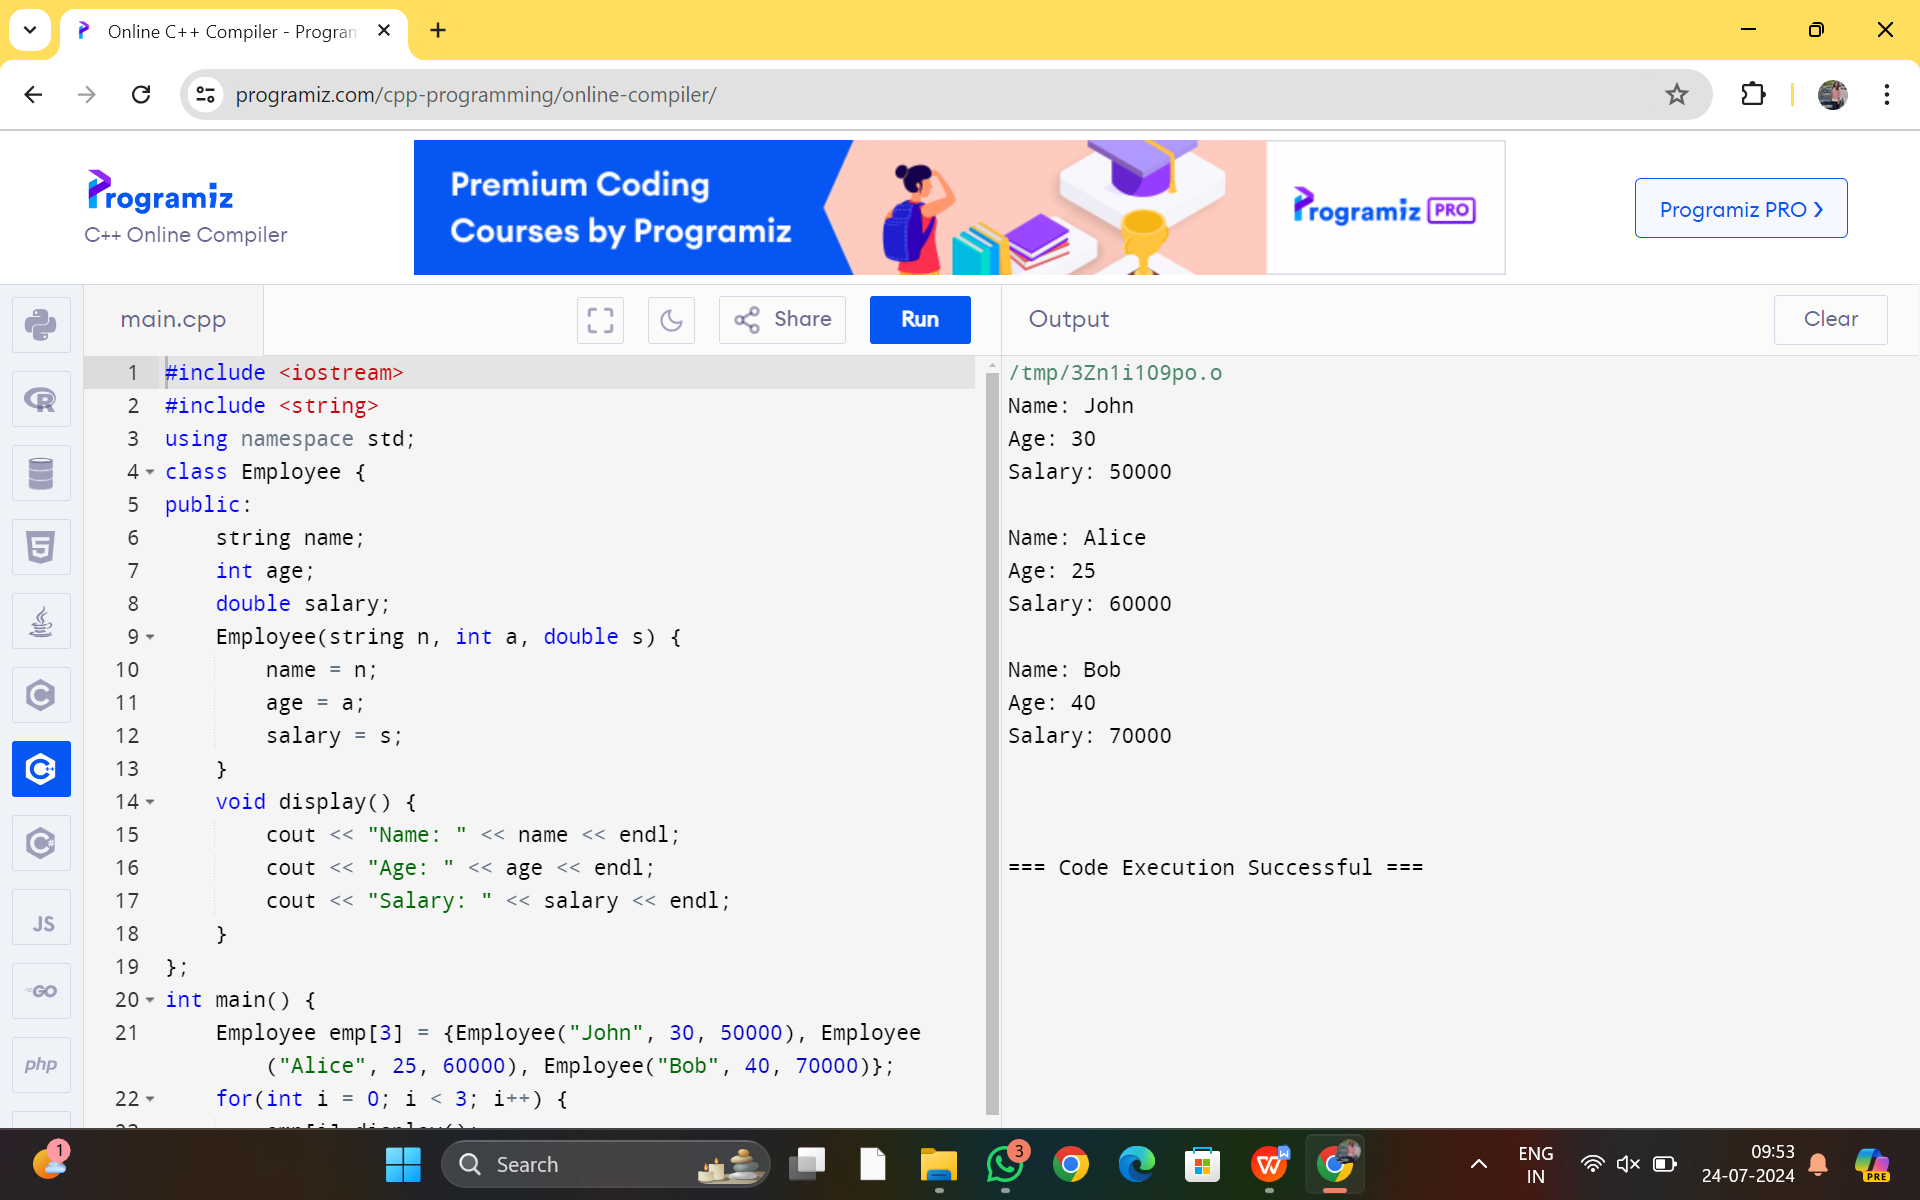 Online C++ Compiler - Program
programiz.com/cpp-programming/online-compiler/
Programiz
C++ Online Compiler
Premium Coding
Courses by Programiz
Programiz PRO
Programiz PRO ❯
main.cpp
Share
Run
Output
Clear
1 #include <iostream>
2 #include <string>
3 using namespace std;
4 class Employee {
5 public:
6 string name;
7 int age;
8 double salary;
9 Employee(string n, int a, double s) {
10 name = n;
11 age = a;
12 salary = s;
13 }
14 void display() {
15 cout << "Name: " << name << endl;
16 cout << "Age: " << age << endl;
17 cout << "Salary: " << salary << endl;
18 }
19 };
20 int main() {
21 Employee emp[3] = {Employee("John", 30, 50000), Employee
("Alice", 25, 60000), Employee("Bob", 40, 70000)};
22 for(int i = 0; i < 3; i++) {
/tmp/3Zn1i1O9po.o
Name: John
Age: 30
Salary: 50000
Name: Alice
Age: 25
Salary: 60000
Name: Bob
Age: 40
Salary: 70000
=== Code Execution Successful ===
JS
GO
php
1
Search
3
ENG
IN
09:53
24-07-2024
PRE